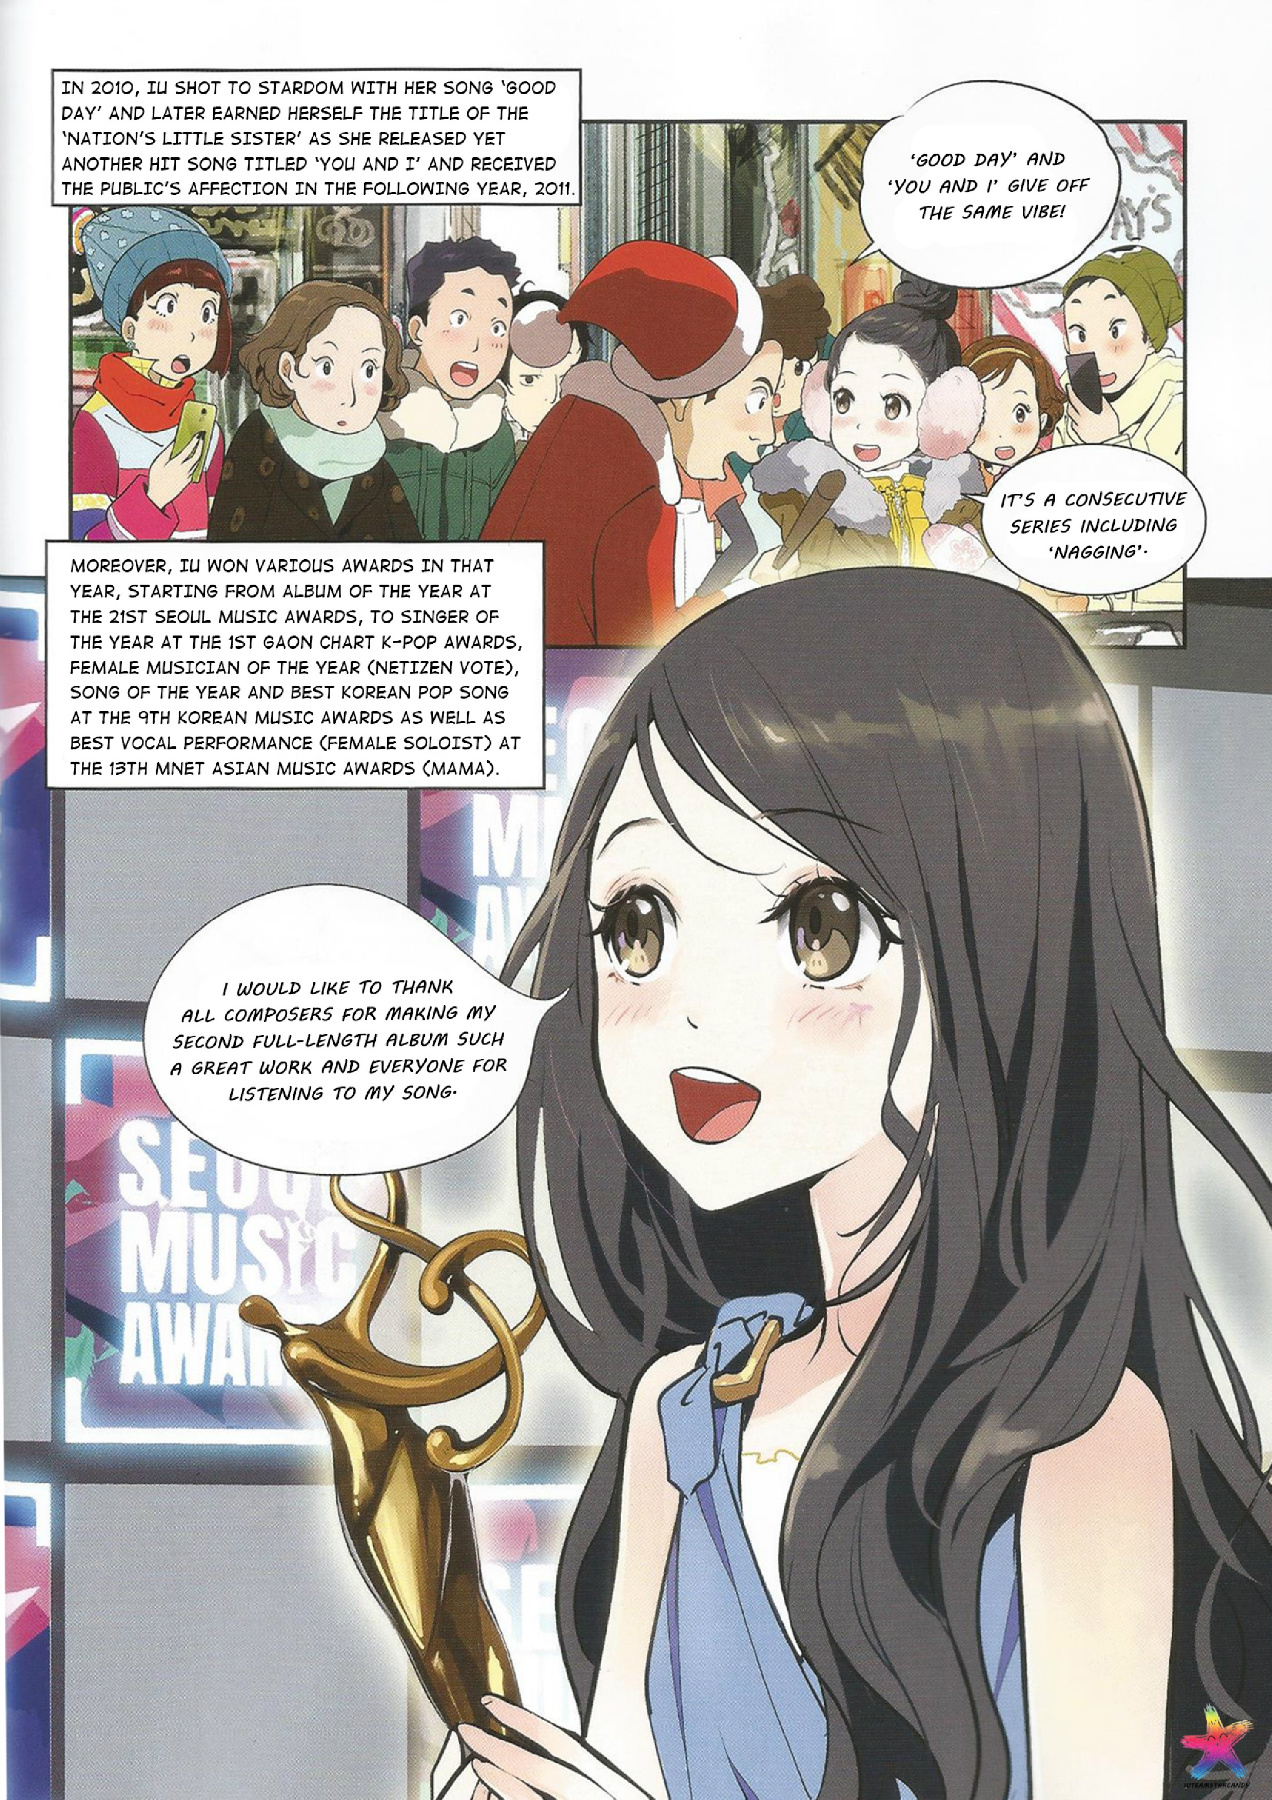 IN 2010, IU SHOT TO STARDOM WITH HER SONG ‘GOOD
DAY’ AND LATER EARNED HERSELF THE TITLE OF THE
‘NATION’S LITTLE SISTER’ AS SHE RELEASED YET
ANOTHER HIT SONG TITLED ‘YOU AND I’ AND RECEIVED
THE PUBLIC’S AFFECTION IN THE FOLLOWING YEAR, 2011.
‘GOOD DAY’ AND
‘YOU AND I’ GIVE OFF
THE SAME VIBE!
AY'S
IT’S A CONSECUTIVE
SERIES INCLUDING
‘NAGGING’.
MOREOVER, IU WON VARIOUS AWARDS IN THAT
YEAR, STARTING FROM ALBUM OF THE YEAR AT
THE 21ST SEOUL MUSIC AWARDS, TO SINGER OF
THE YEAR AT THE 1ST GAON CHART K-POP AWARDS,
FEMALE MUSICIAN OF THE YEAR (NETIZEN VOTE),
SONG OF THE YEAR AND BEST KOREAN POP SONG
AT THE 9TH KOREAN MUSIC AWARDS AS WELL AS
BEST VOCAL PERFORMANCE (FEMALE SOLOIST) AT
THE 13TH MNET ASIAN MUSIC AWARDS (MAMA).
I WOULD LIKE TO THANK
ALL COMPOSERS FOR MAKING MY
SECOND FULL-LENGTH ALBUM SUCH
A GREAT WORK AND EVERYONE FOR
LISTENING TO MY SONG.
SEOU
MUSIC
AWAR